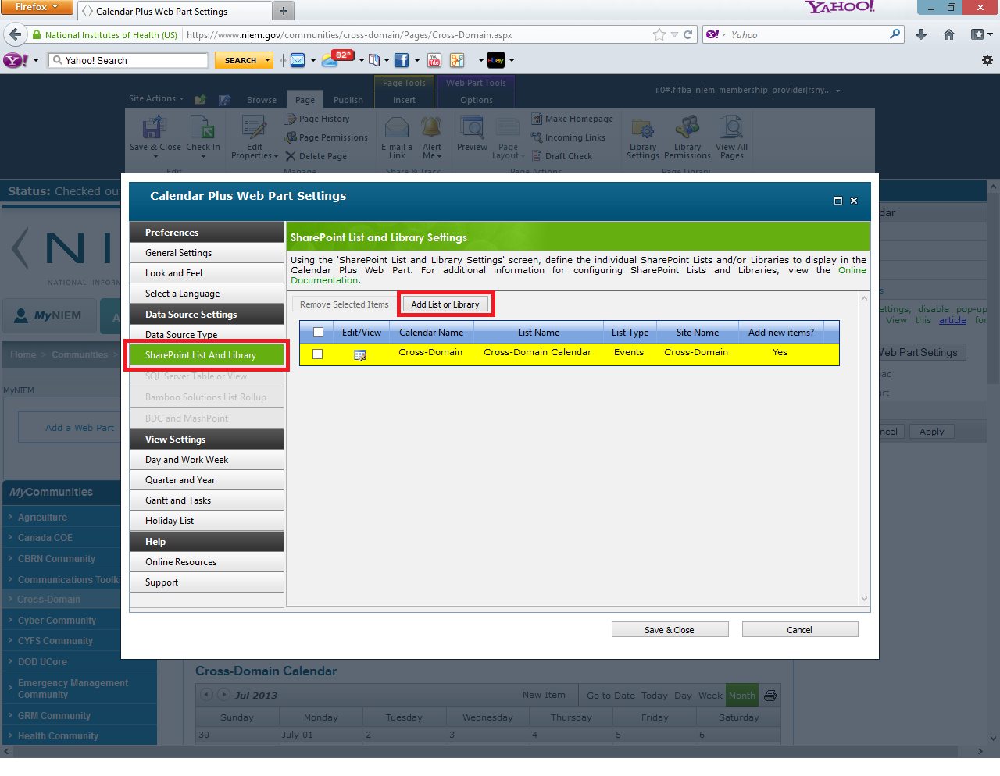 Firefox
Calendar Plus Web Part Settings
YAHOO!
National Institutes of Health (US)
https://www.niem.gov/communities/cross-domain/Pages/Cross-Domain.aspx
Yahoo
Yahoo! Search
SEARCH
82°
ebay
Page Tools
Web Part Tools
Site Actions
Browse
Page
Publish
Insert
Options
i:0#.f|fba_niem_membership_provider|rsny...
Save & Close
Check In
Edit Properties
Page History
Page Permissions
Delete Page
E-mail a Link
Alert Me
Preview
Page Layout
Make Homepage
Incoming Links
Draft Check
Library Settings
Library Permissions
View All Pages
Edit
Manage
Share & Track
Page Actions
Page Library
Status: Checked out
Calendar Plus Web Part Settings
dar
NI
NATIONAL INFORM
MyNIEM
A
Home > Communities >
MyNIEM
Add a Web Part
Preferences
General Settings
Look and Feel
Select a Language
Data Source Settings
Data Source Type
SharePoint List And Library
SQL Server Table or View
Bamboo Solutions List Rollup
BDC and MashPoint
View Settings
Day and Work Week
Quarter and Year
Gantt and Tasks
Holiday List
Help
Online Resources
Support
SharePoint List and Library Settings
Using the 'SharePoint List and Library Settings' screen, define the individual SharePoint Lists and/or Libraries to display in the
Calendar Plus Web Part. For additional information for configuring SharePoint Lists and Libraries, view the Online
Documentation.
Remove Selected Items
Add List or Library
Edit/View Calendar Name List Name List Type Site Name Add new items?
Cross-Domain Cross-Domain Calendar Events Cross-Domain Yes
Save & Close
Cancel
ettings, disable pop-up
View this article for
Web Part Settings
ad
rt
ncel
Apply
MyCommunities
Agriculture
Canada COE
CBRN Community
Communications Toolki
Cross-Domain
Cyber Community
CYFS Community
DOD UCore
Emergency Management
Community
GRM Community
Health Community
Cross-Domain Calendar
Jul 2013
New Item
Go to Date
Today
Day
Week
Month
Sunday Monday Tuesday Wednesday Thursday Friday Saturday
30 July 01 2 3 4 5 6